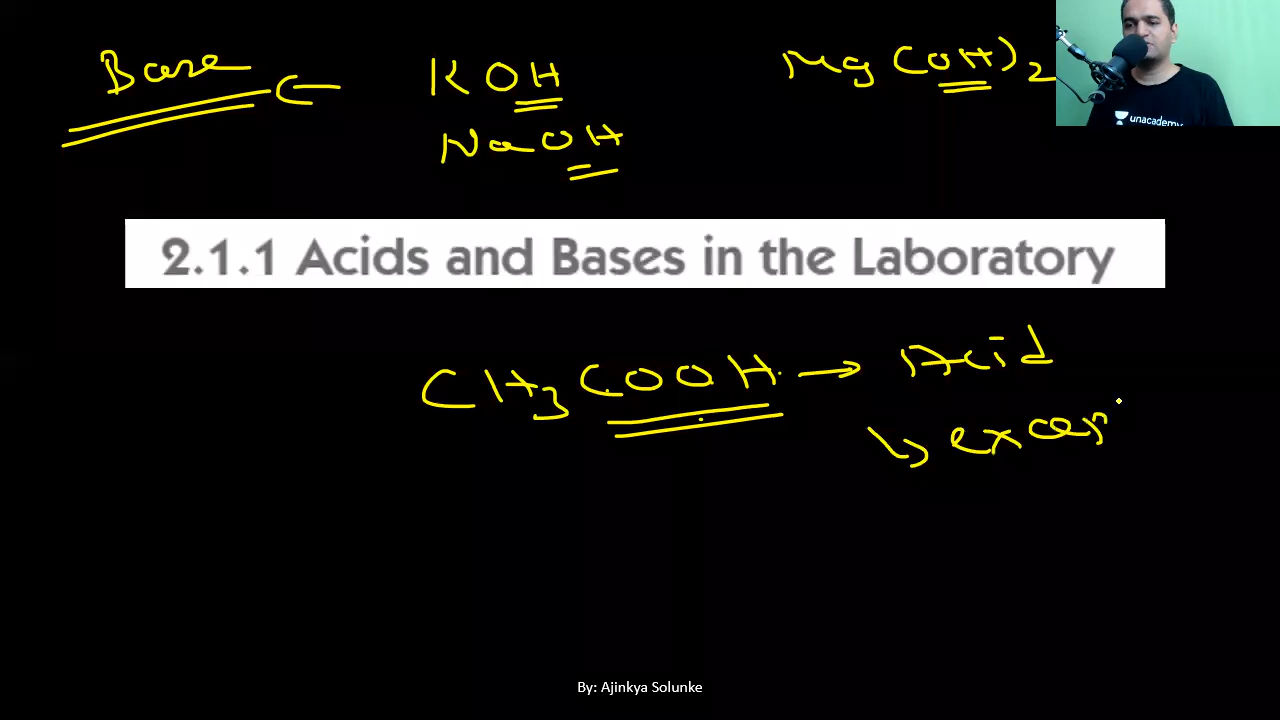 Base ← KOH Mg(OH)2
NaOH
unacademy
2.1.1 Acids and Bases in the Laboratory
CH3COOH → Acid
↳
By: Ajinkya Solunke